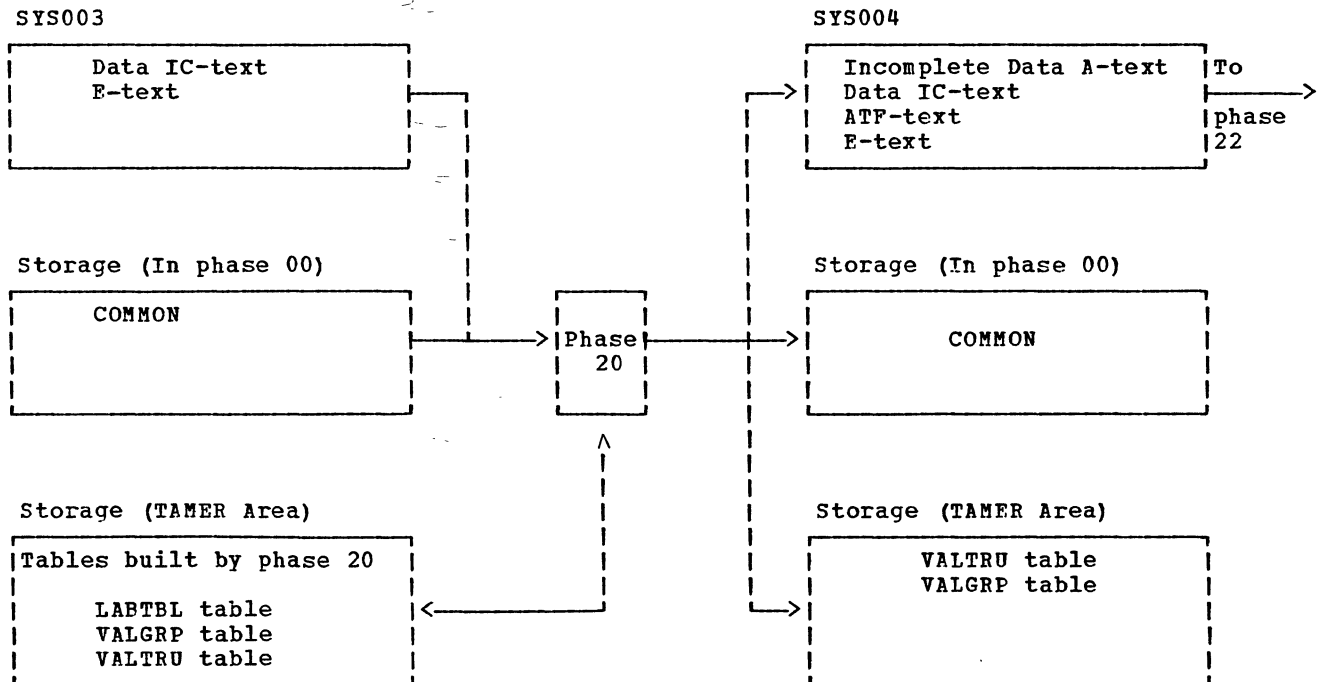 SYS003
Data IC-text
E-text
SYS004
Incomplete Data A-text
Data IC-text
ATF-text
E-text
To
phase
22
Storage (In phase 00)
COMMON
Phase
20
Storage (In phase 00)
COMMON
Storage (TAMER Area)
Tables built by phase 20
LABTBL table
VALGRP table
VALTRU table
Storage (TAMER Area)
VALTRU table
VALGRP table